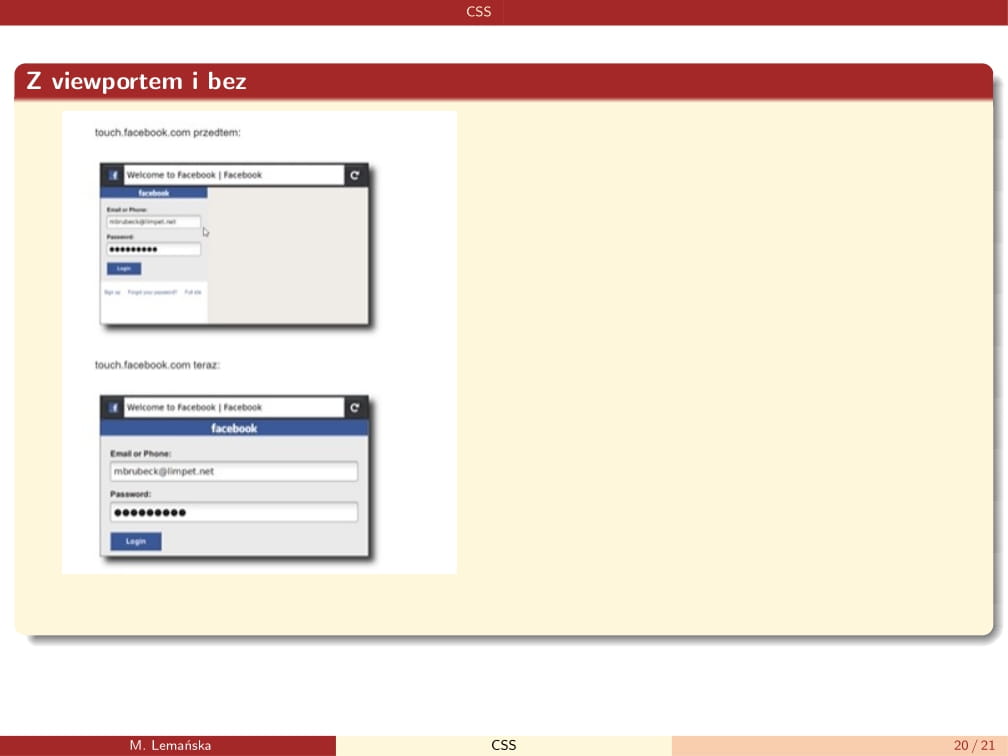 CSS
Z viewportem i bez
touch.facebook.com przedtem:
Welcome to Facebook | Facebook
facebook
Email or Phone:
mbrubeck@limpet.net
Password:
Login
Sign up Forgot your password? Full site
touch.facebook.com teraz:
Welcome to Facebook | Facebook
facebook
Email or Phone:
mbrubeck@limpet.net
Password:
Login
M. Lemańska CSS 20 / 21